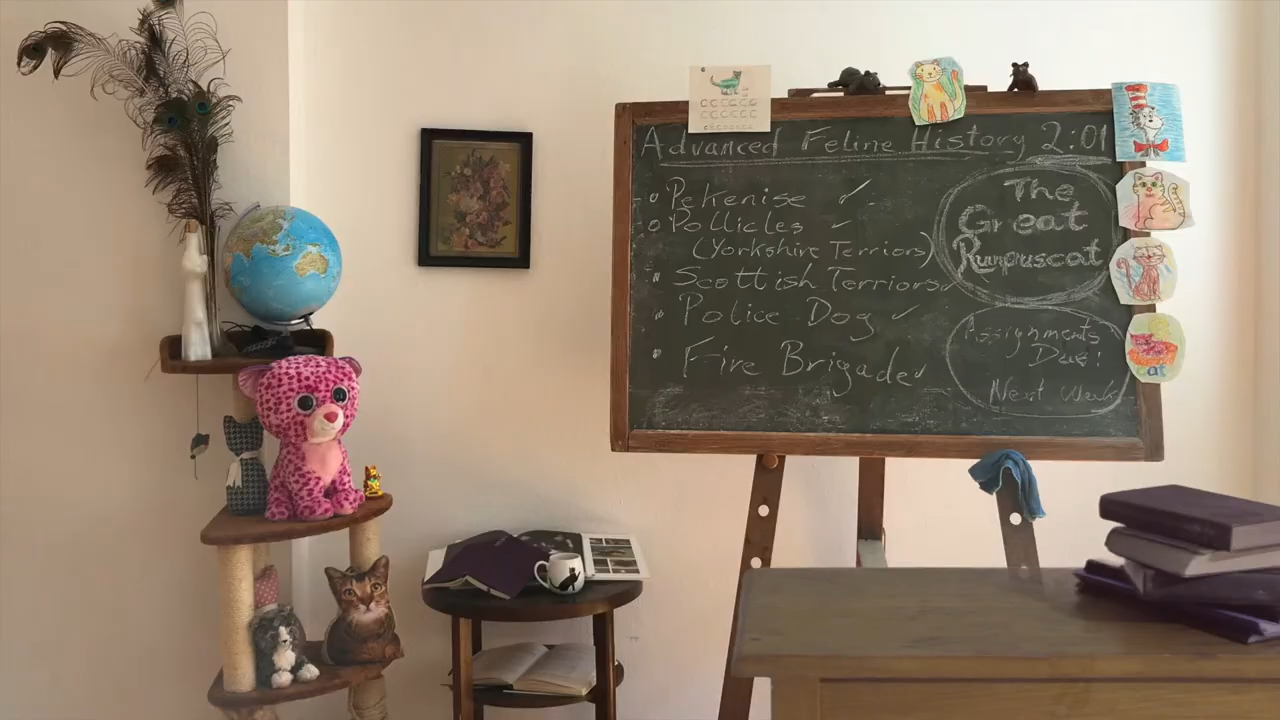 Advanced Feline History 2:01
Pekenise ✓
Pollicles ✓
(Yorkshire Terriors)
Scottish Terriors ✓
Police Dog ✓
Fire Brigade ✓
The
Great
Rumpuscat
Assignments
Due!
Next Week
cat